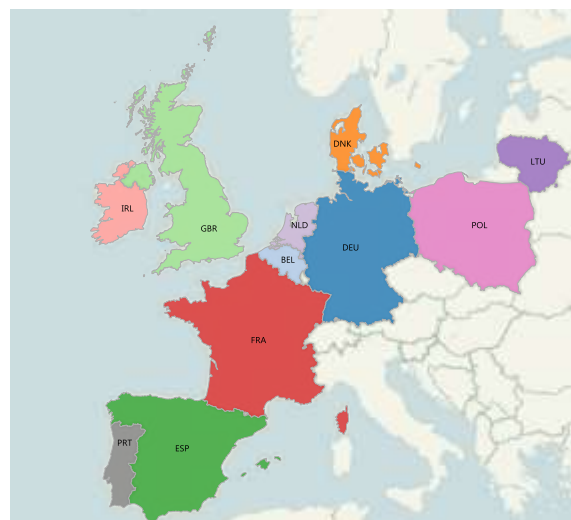 DNK
LTU
IRL
NLD
POL
GBR
DEU
BEL
FRA
PRT
ESP